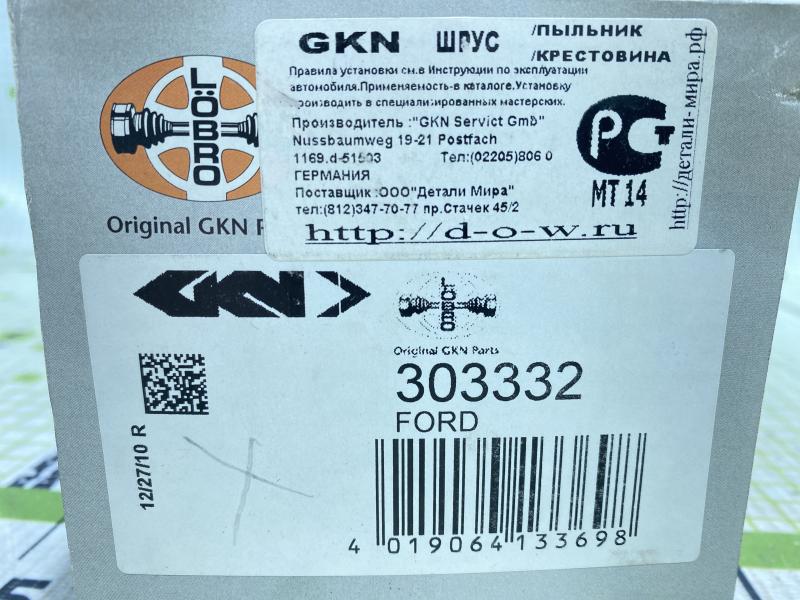 LÖBRO
Original GKN P
GKN ШРУС /ПЫЛЬНИК
/КРЕСТОВИНА
Правила установки см.в Инструкции по эксплуатации
автомобиля.Применяемость-в каталоге.Установку
производить в специализированных мастерских.
Производитель :"GKN Servict Gmb"
Nussbaumweg 19-21 Postfach
1169.d-51503 Тел:(02205)806 0
ГЕРМАНИЯ
Поставщик :ООО"Детали Мира"
тел:(812)347-70-77 пр.Стачек 45/2
http://d-o-w.ru
РСТ
МТ 14
http://детали-мира.рф
GKN
LÖBRO
Original GKN Parts
303332
FORD
12/27/10 R
4 019064 133698